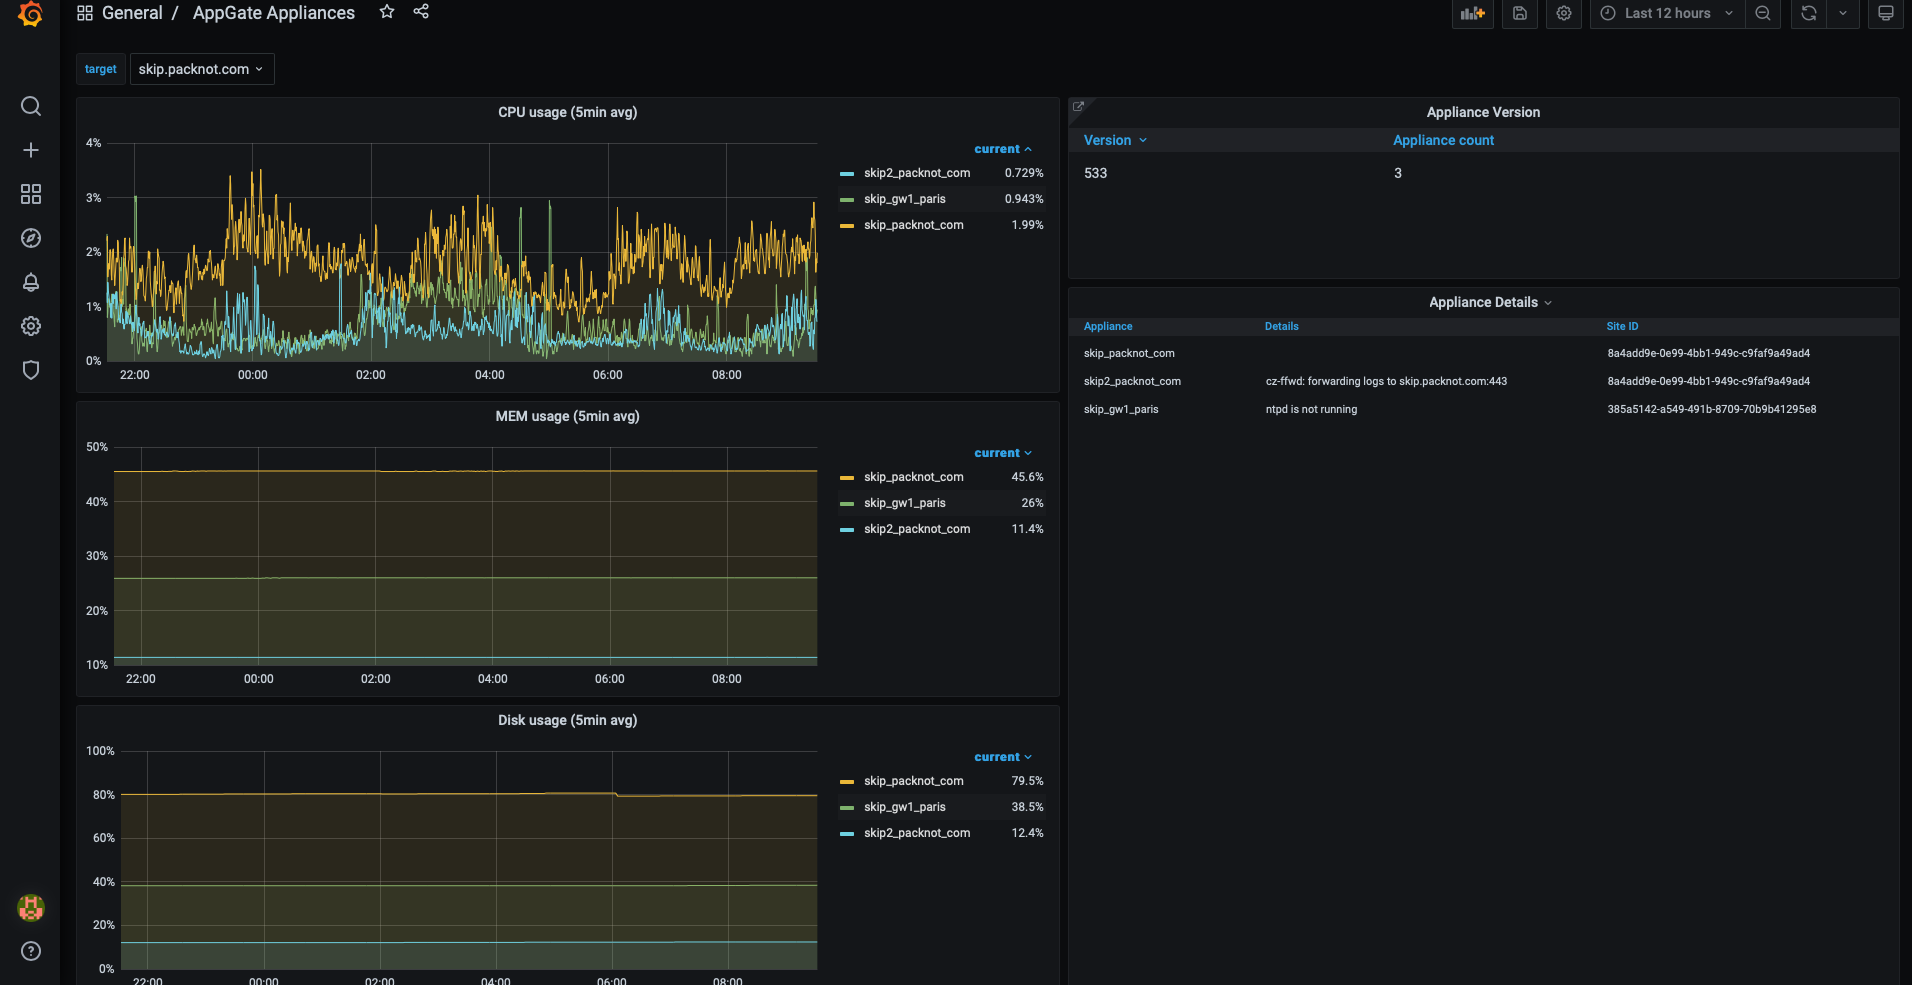 General / AppGate Appliances
Last 12 hours
target skip.packnot.com
CPU usage (5min avg)
4%
3%
2%
1%
0%
22:00 00:00 02:00 04:00 06:00 08:00
current
skip2_packnot_com 0.729%
skip_gw1_paris 0.943%
skip_packnot_com 1.99%
MEM usage (5min avg)
50%
40%
30%
20%
10%
22:00 00:00 02:00 04:00 06:00 08:00
current
skip_packnot_com 45.6%
skip_gw1_paris 26%
skip2_packnot_com 11.4%
Disk usage (5min avg)
100%
80%
60%
40%
20%
0%
22:00 00:00 02:00 04:00 06:00 08:00
current
skip_packnot_com 79.5%
skip_gw1_paris 38.5%
skip2_packnot_com 12.4%
Appliance Version
Version Appliance count
533 3
Appliance Details
Appliance Details Site ID
skip_packnot_com 8a4add9e-0e99-4bb1-949c-c9faf9a49ad4
skip2_packnot_com cz-ffwd: forwarding logs to skip.packnot.com:443 8a4add9e-0e99-4bb1-949c-c9faf9a49ad4
skip_gw1_paris ntpd is not running 385a5142-a549-491b-8709-70b9b41295e8